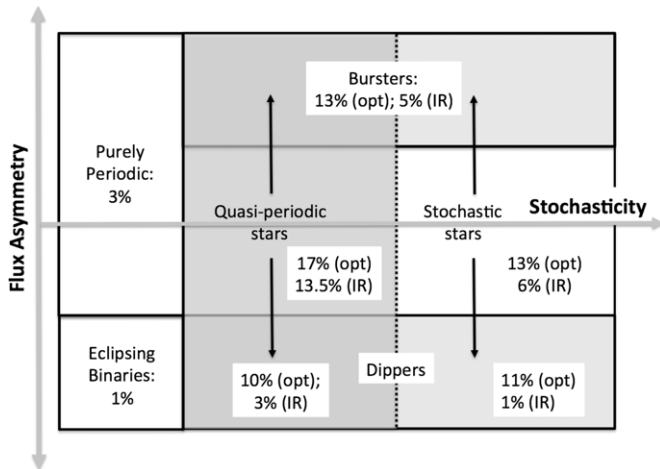 Bursters:
13% (opt); 5% (IR)
Purely
Periodic:
3%
Flux Asymmetry
Quasi-periodic
stars
Stochastic
stars
Stochasticity
17% (opt)
13.5% (IR)
13% (opt)
6% (IR)
Eclipsing
Binaries:
1%
10% (opt);
3% (IR)
Dippers
11% (opt)
1% (IR)